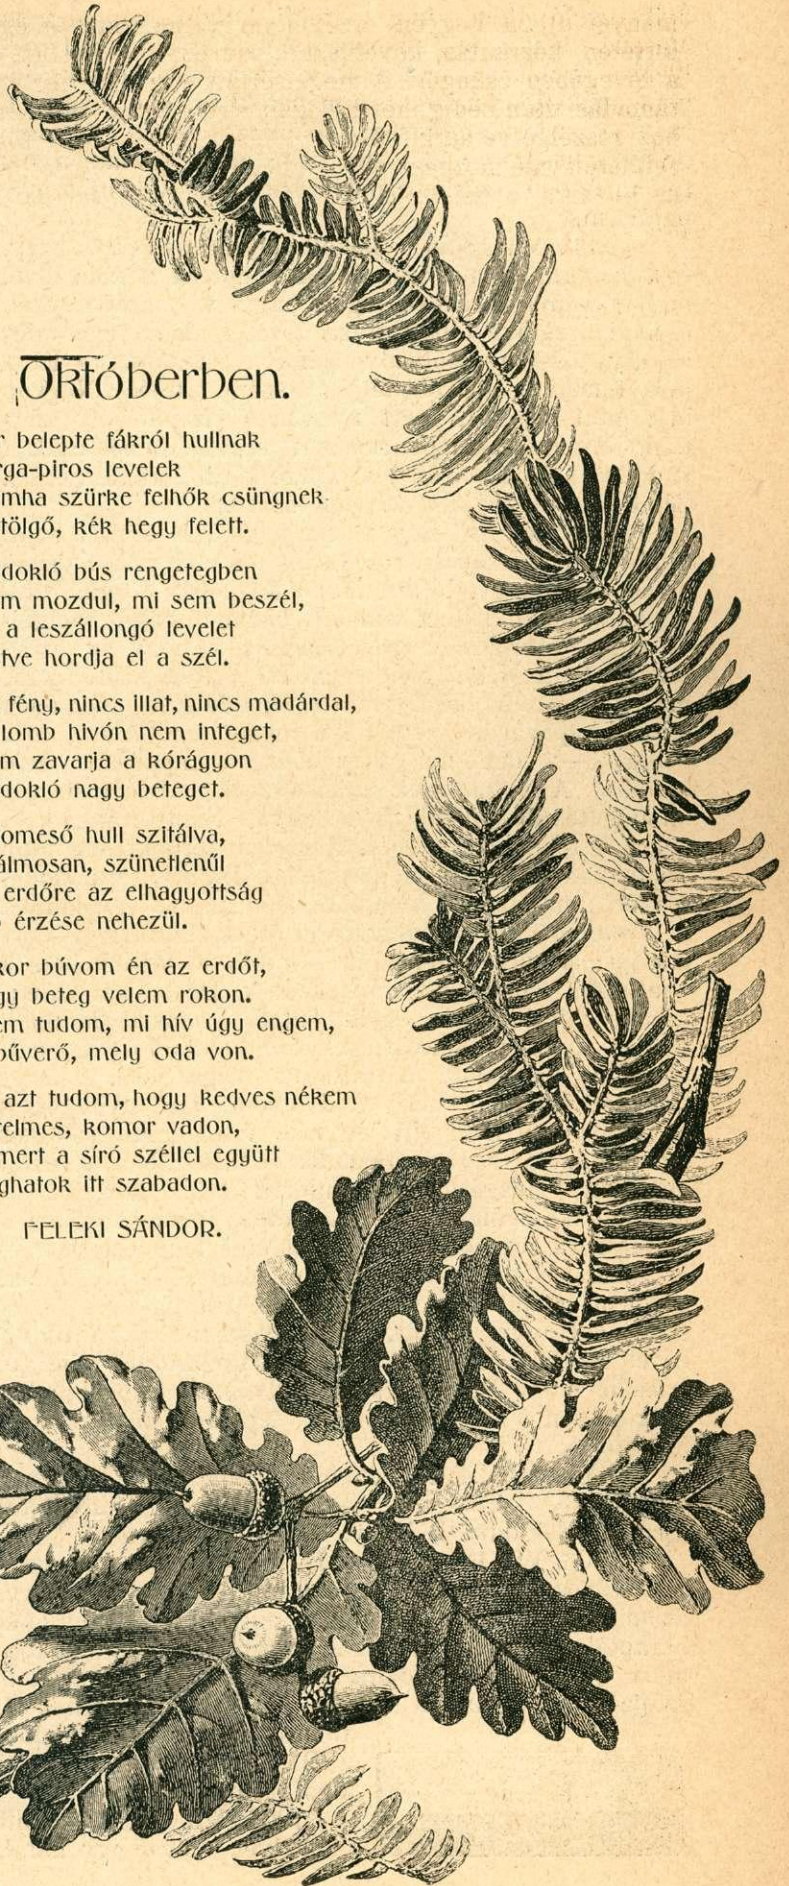 Októberben.
belepte fákról hullnak
rga-piros levelek
mha szürke felhők csüngnek
tölgő, kék hegy felett.
dokló bús rengetegben
m mozdul, mi sem beszél,
a leszállongó levelet
tve hordja el a szél.
fény, nincs illat, nincs madárdal,
lomb hivón nem integet,
m zavarja a kórágyon
dokló nagy beteget.
omeső hull szitálva,
álmosan, szünetlenűl
erdőre az elhagyottság
érzése nehezül.
kor búvom én az erdőt,
gy beteg velem rokon.
em tudom, mi hív úgy engem,
bűverő, mely oda von.
azt tudom, hogy kedves nékem
elmes, komor vadon,
mert a síró széllel együtt
ghatok itt szabadon.
FELEKI SÁNDOR.